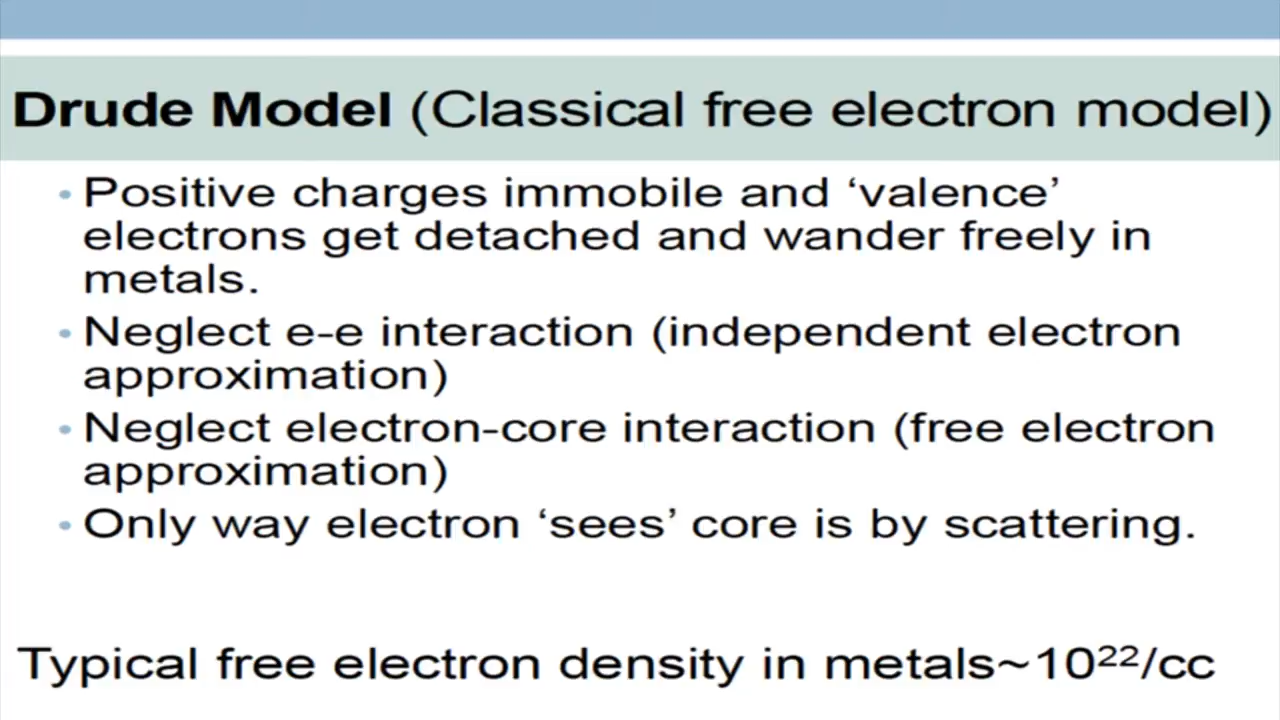 Drude Model (Classical free electron model)
• Positive charges immobile and ‘valence’
electrons get detached and wander freely in
metals.
• Neglect e-e interaction (independent electron
approximation)
• Neglect electron-core interaction (free electron
approximation)
• Only way electron ‘sees’ core is by scattering.
Typical free electron density in metals~10²²/cc